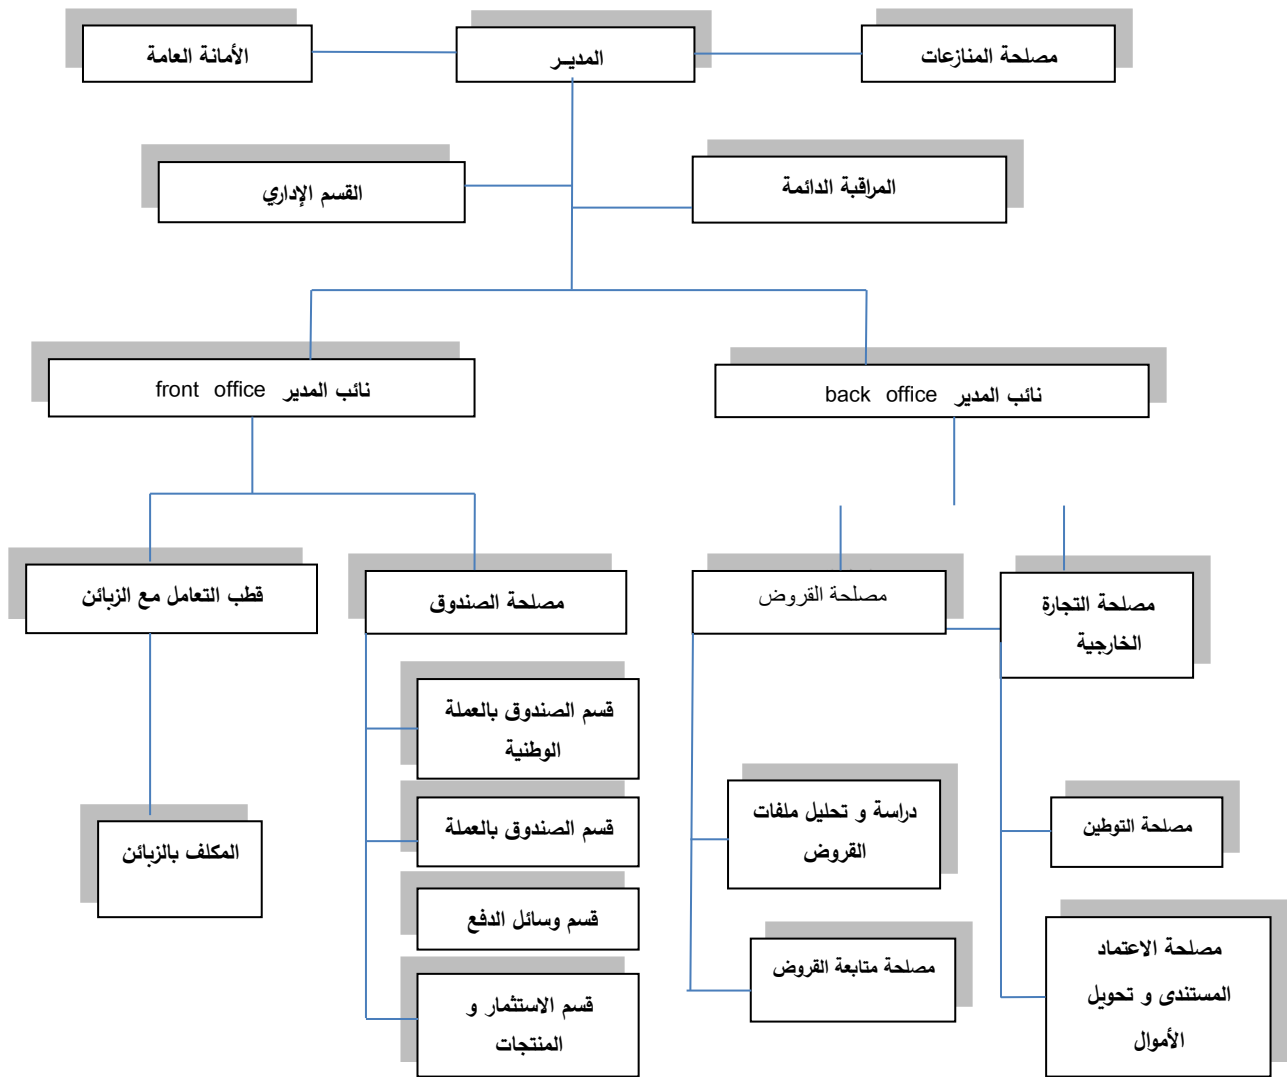 مصلحة المنازعات
المديـر
الأمانة العامة
المراقبة الدائمة
القسم الإداري
نائب المدير back office
نائب المدير front office
مصلحة التجارة
الخارجية
مصلحة القروض
مصلحة الصندوق
قطب التعامل مع الزبائن
قسم الصندوق بالعملة
الوطنية
دراسة و تحليل ملفات
القروض
مصلحة التوطين
قسم الصندوق بالعملة
المكلف بالزبائن
قسم وسائل الدفع
مصلحة الاعتماد
المستندى و تحويل
الأموال
مصلحة متابعة القروض
قسم الاستثمار و
المنتجات